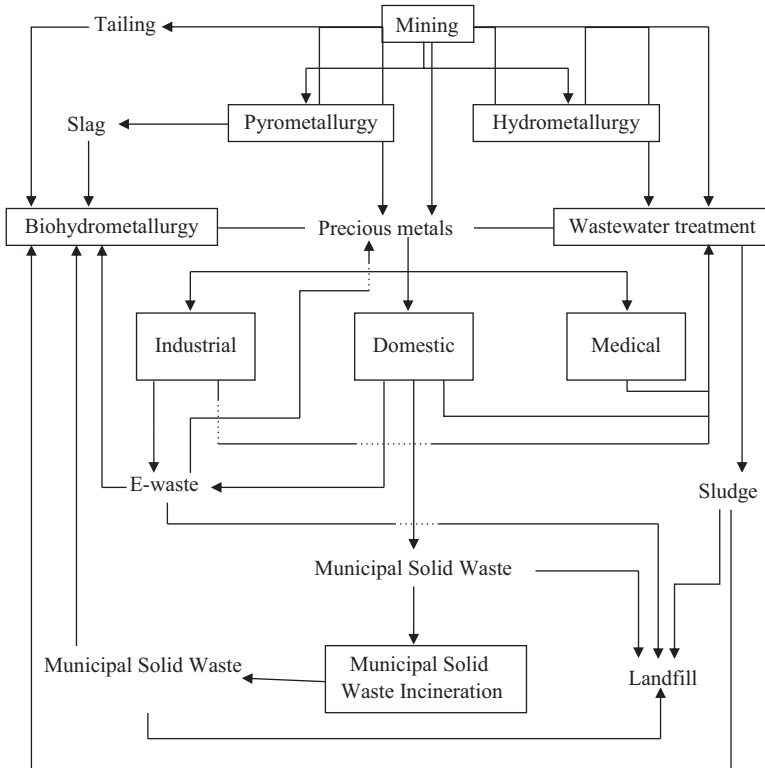 Mining
Tailing
Pyrometallurgy
Hydrometallurgy
Slag
Biohydrometallurgy
Precious metals
Wastewater treatment
Industrial
Domestic
Medical
E-waste
Sludge
Municipal Solid Waste
Municipal Solid Waste
Municipal Solid
Waste Incineration
Landfill